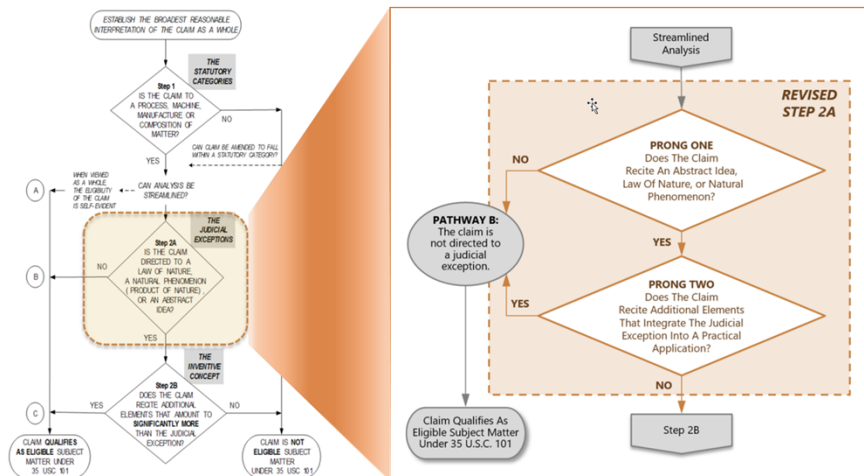 ESTABLISH THE BROADEST REASONABLE
INTERPRETATION OF THE CLAIM AS A WHOLE
THE
STATUTORY
CATEGORIES
Step 1
IS THE CLAIM TO
A PROCESS, MACHINE,
MANUFACTURE OR
COMPOSITION OF
MATTER?
NO
YES
CAN CLAIM BE AMENDED TO FALL
WITHIN A STATUTORY CATEGORY?
WHEN VIEWED
AS A WHOLE,
THE ELIGIBILITY
OF THE CLAIM
IS SELF-EVIDENT
A
CAN ANALYSIS BE
STREAMLINED?
THE
JUDICIAL
EXCEPTIONS
Step 2A
IS THE CLAIM
DIRECTED TO A
LAW OF NATURE,
A NATURAL PHENOMENON
( PRODUCT OF NATURE) ,
OR AN ABSTRACT
IDEA?
NO
B
YES
THE
INVENTIVE
CONCEPT
Step 2B
DOES THE CLAIM
RECITE ADDITIONAL
ELEMENTS THAT AMOUNT TO
SIGNIFICANTLY MORE
THAN THE JUDICIAL
EXCEPTION?
C
YES
NO
CLAIM QUALIFIES
AS ELIGIBLE SUBJECT
MATTER UNDER
35 USC 101
CLAIM IS NOT
ELIGIBLE SUBJECT
MATTER
UNDER 35 USC 101
Streamlined
Analysis
REVISED
STEP 2A
PRONG ONE
Does The Claim
Recite An Abstract Idea,
Law Of Nature, or Natural
Phenomenon?
NO
YES
PATHWAY B:
The claim is
not directed to
a judicial
exception.
PRONG TWO
Does The Claim
Recite Additional Elements
That Integrate The Judicial
Exception Into A Practical
Application?
YES
NO
Claim Qualifies As
Eligible Subject Matter
Under 35 U.S.C. 101
Step 2B